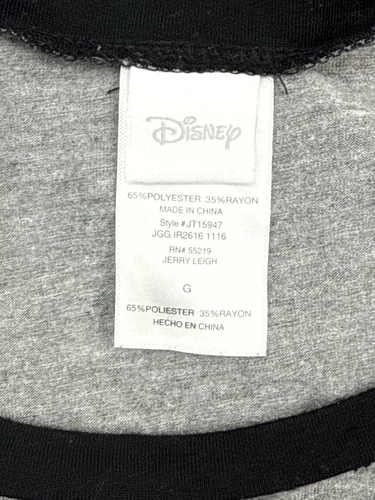 Disney
65%POLYESTER 35%RAYON
MADE IN CHINA
Style #JT15947
JGG IR2616 1116
RN# 55219
JERRY LEIGH
G
65%POLIESTER 35%RAYON
HECHO EN CHINA